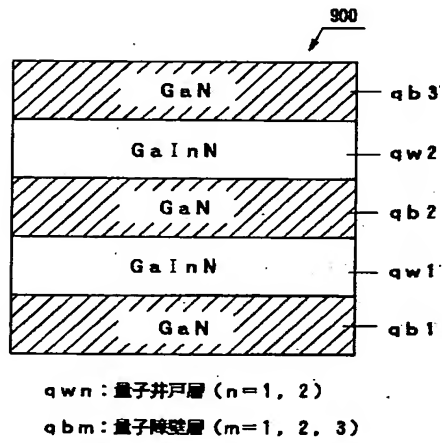 900
GaN
qb3
GaInN
qw2
GaN
qb2
GaInN
qw1
GaN
qb1
qwn：量子井戸層（n＝1，2）
qbm：量子障壁層（m＝1，2，3）